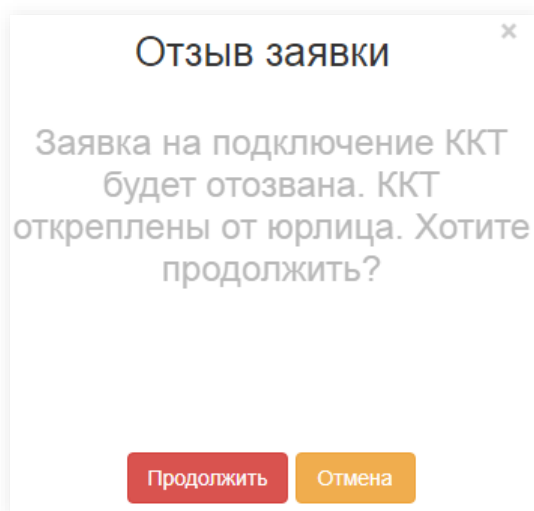 Отзыв заявки
×
Заявка на подключение ККТ
будет отозвана. ККТ
откреплены от юрлица. Хотите
продолжить?
Продолжить Отмена